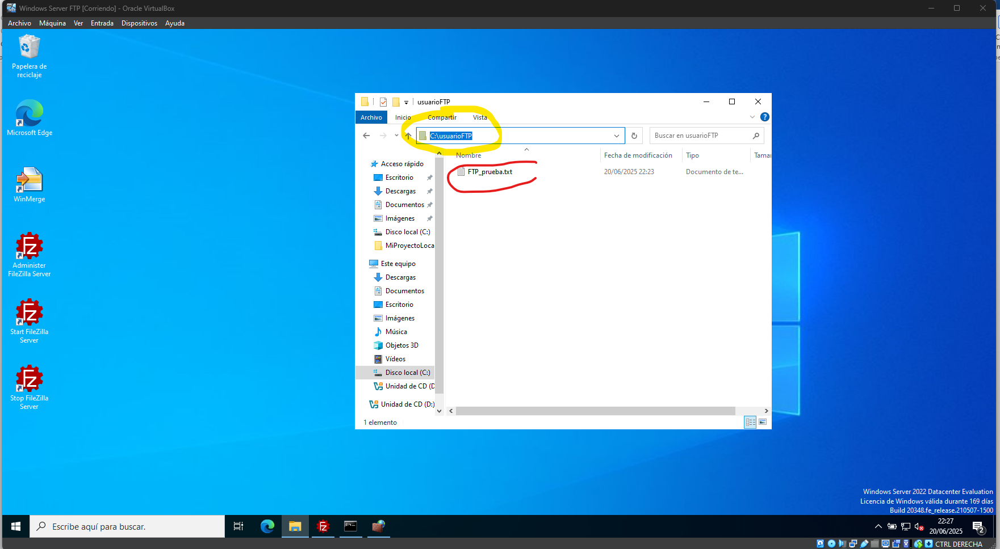 Windows Server FTP [Corriendo] - Oracle VirtualBox
Archivo Máquina Ver Entrada Dispositivos Ayuda
Papelera de
reciclaje
Microsoft Edge
WinMerge
Administer
FileZilla Server
Start FileZilla
Server
Stop FileZilla
Server
usuarioFTP
Archivo Inicio Compartir Vista
C:\usuarioFTP
Buscar en usuarioFTP
Nombre Fecha de modificación Tipo Tamañ
FTP_prueba.txt 20/06/2025 22:23 Documento de te...
Acceso rápido
Escritorio
Descargas
Documentos
Imágenes
Disco local (C:)
MiProyectoLoca
Este equipo
Descargas
Documentos
Escritorio
Imágenes
Música
Objetos 3D
Vídeos
Disco local (C:)
Unidad de CD (D
Unidad de CD (D:)
1 elemento
Windows Server 2022 Datacenter Evaluation
Licencia de Windows válida durante 169 días
Build 20348.fe_release.210507-1500
Escribe aquí para buscar.
22:27
20/06/2025
2
CTRL DERECHA